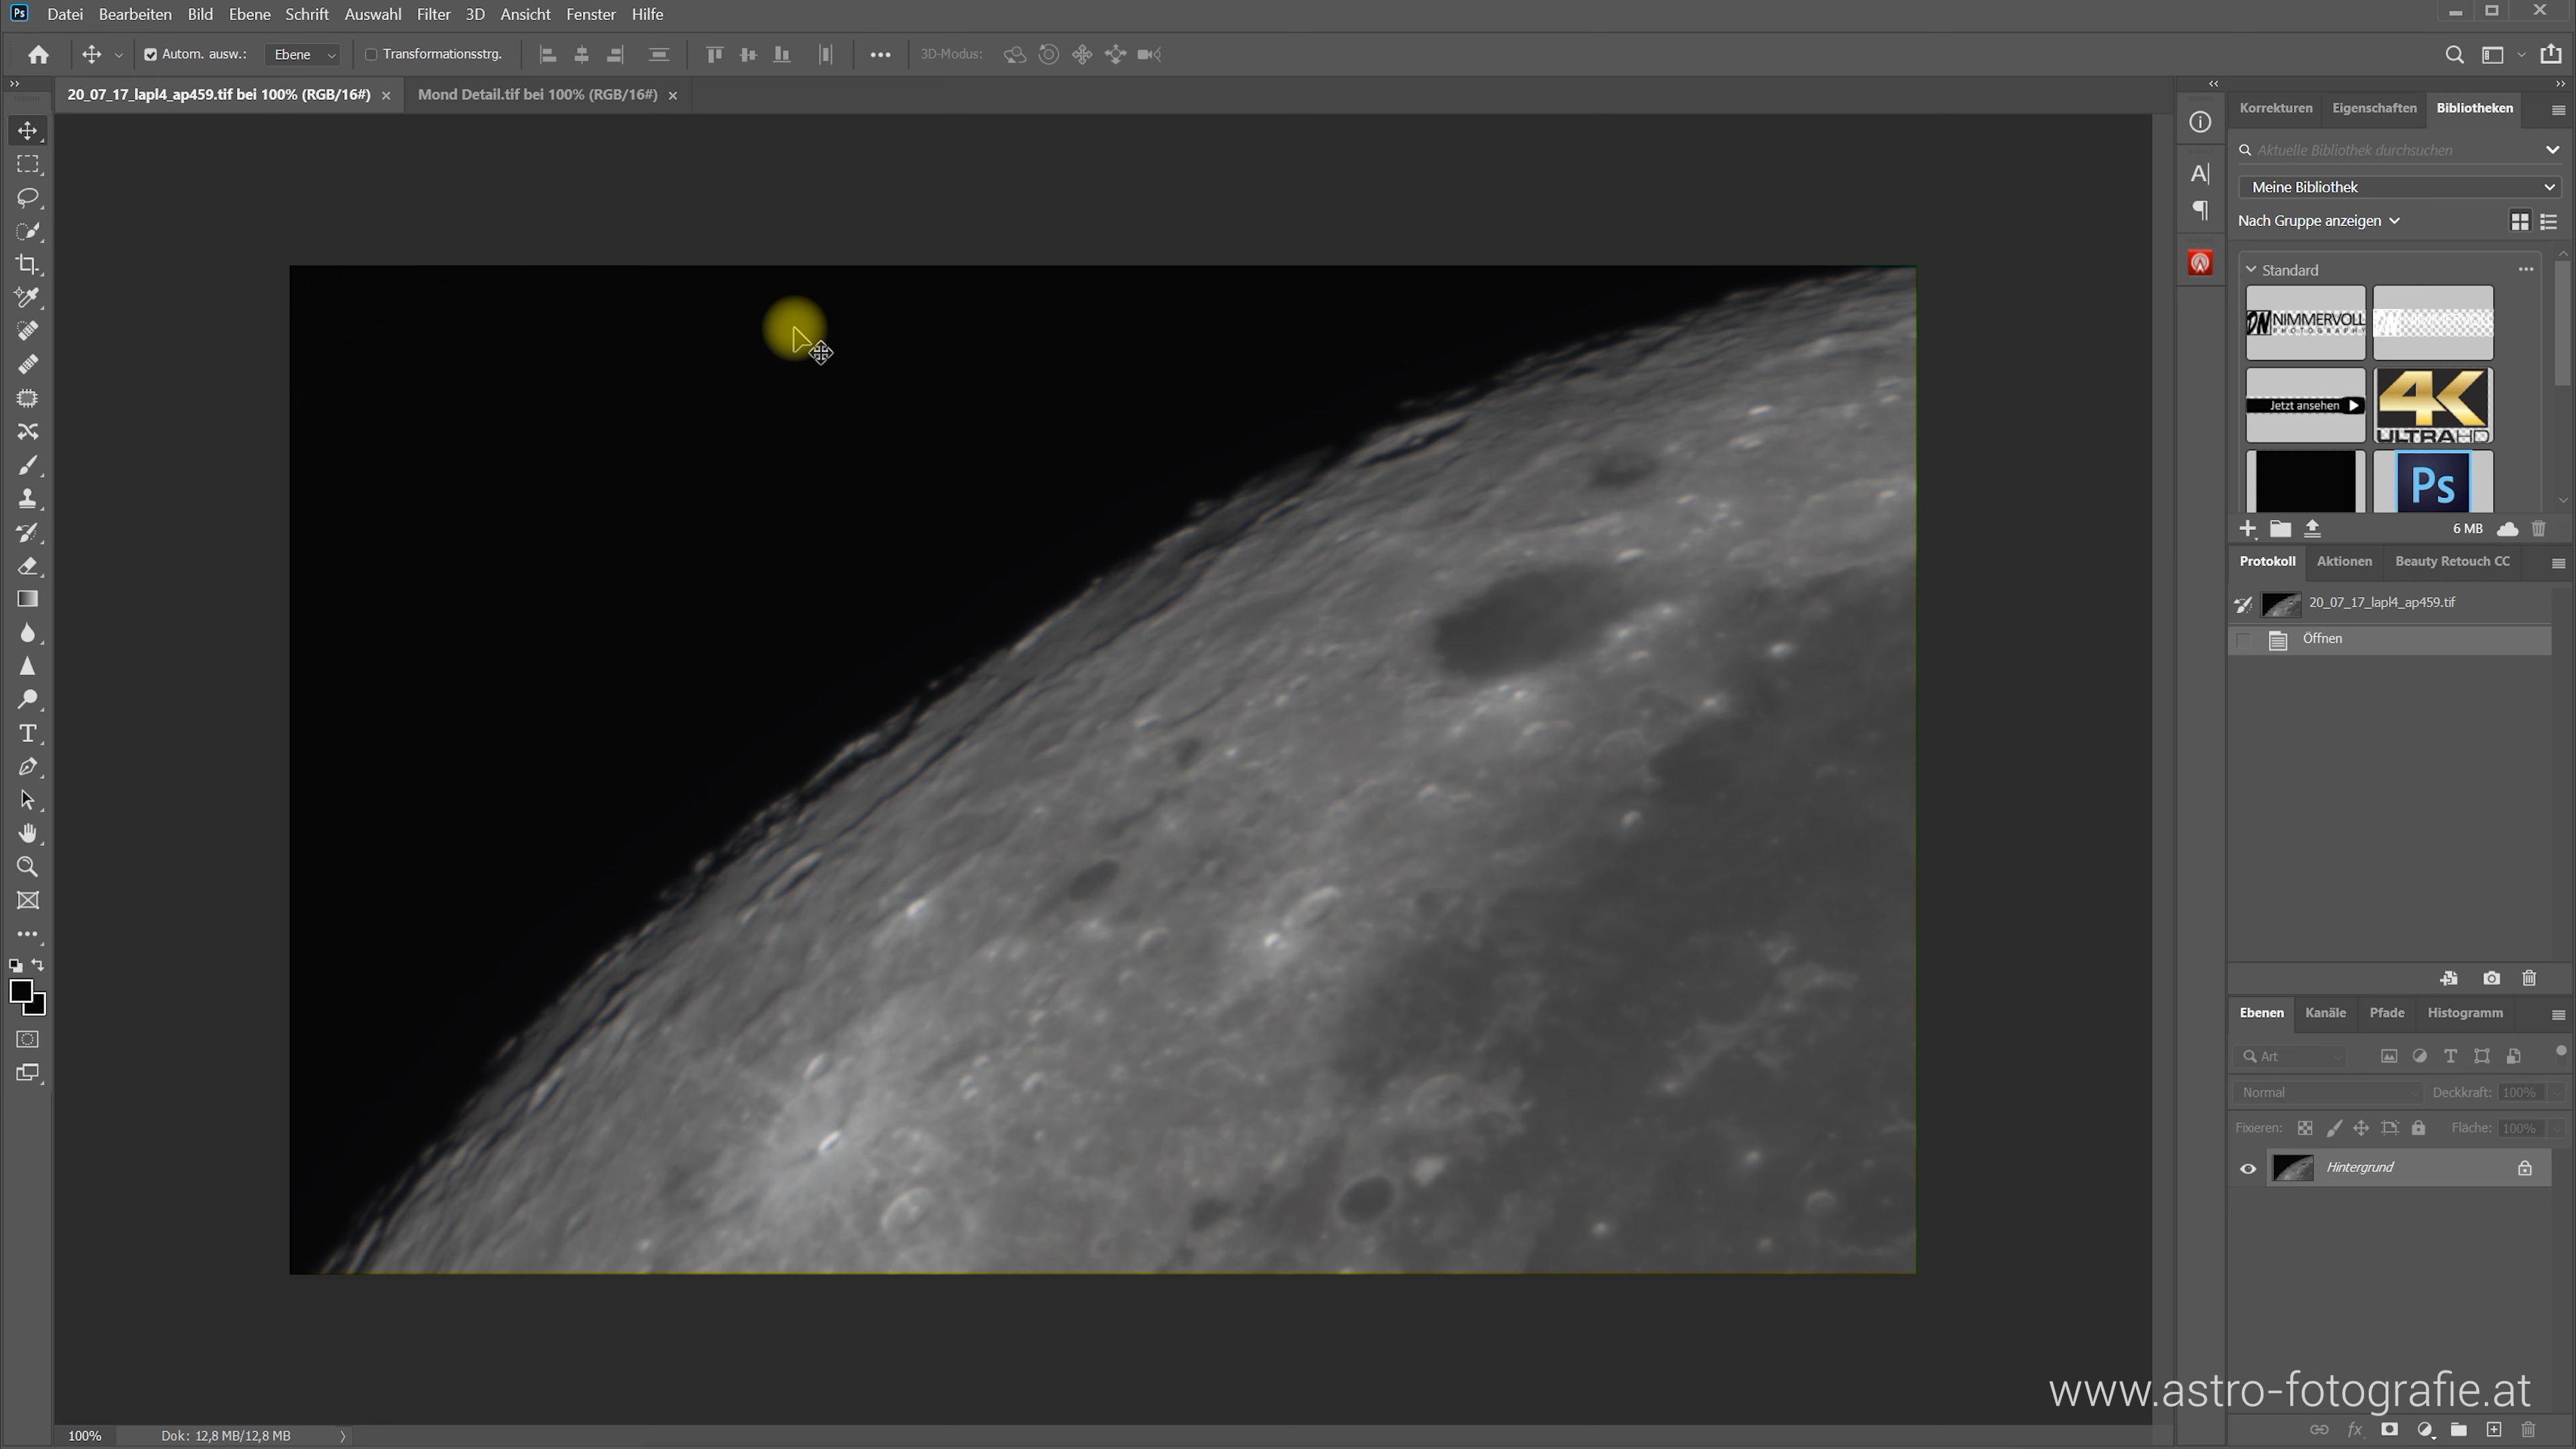 Ps Datei Bearbeiten Bild Ebene Schrift Auswahl Filter 3D Ansicht Fenster Hilfe
Autom. ausw.: Ebene Transformationsstrg. 3D-Modus:
20_07_17_lapl4_ap459.tif bei 100% (RGB/16#) Mond Detail.tif bei 100% (RGB/16#)
Korrekturen Eigenschaften Bibliotheken
Aktuelle Bibliothek durchsuchen
Meine Bibliothek
Nach Gruppe anzeigen
Standard
NIMMERVOLL
PHOTOGRAPHY
Jetzt ansehen
4K
ULTRA HD
Ps
6 MB
Protokoll Aktionen Beauty Retouch CC
20_07_17_lapl4_ap459.tif
Öffnen
Ebenen Kanäle Pfade Histogramm
Art
Normal Deckkraft: 100%
Fixieren: Fläche: 100%
Hintergrund
www.astro-fotografie.at
100% Dok: 12,8 MB/12,8 MB